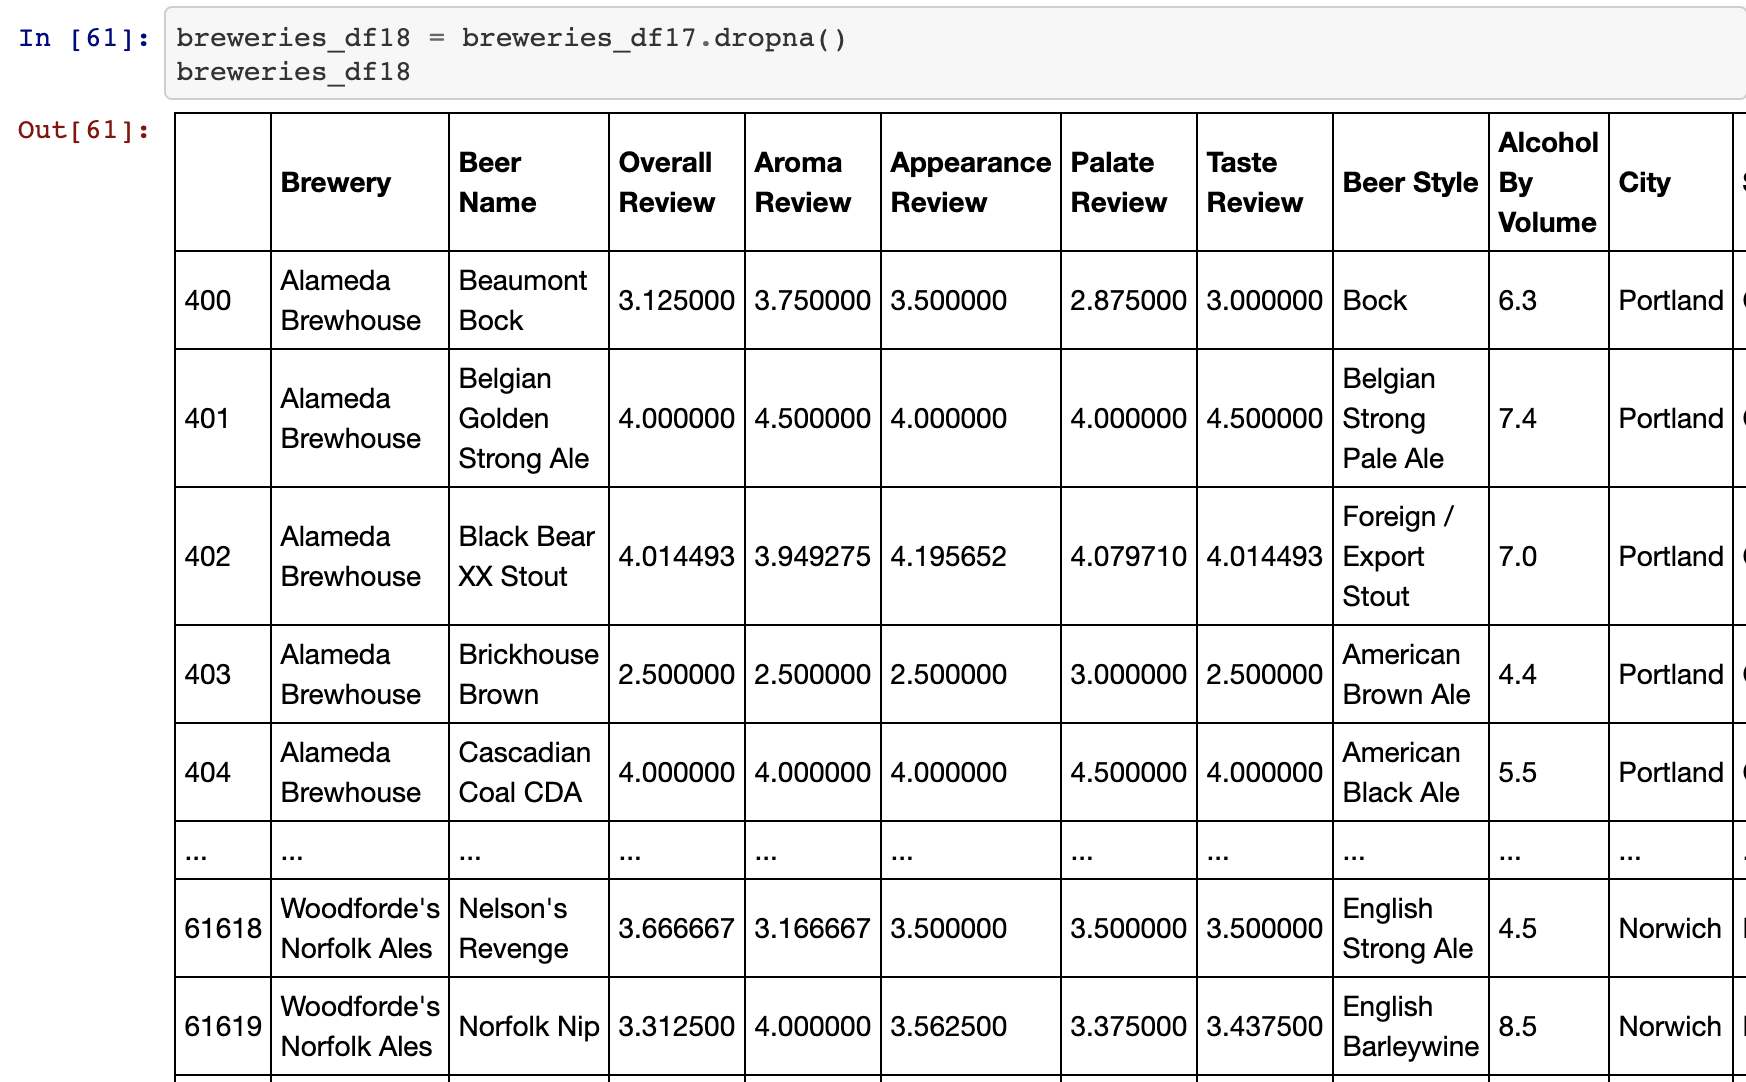 In [61]: breweries_df18 = breweries_df17.dropna()
breweries_df18
Out[61]:
Brewery Beer Name Overall Review Aroma Review Appearance Review Palate Review Taste Review Beer Style Alcohol By Volume City
400 Alameda Brewhouse Beaumont Bock 3.125000 3.750000 3.500000 2.875000 3.000000 Bock 6.3 Portland
401 Alameda Brewhouse Belgian Golden Strong Ale 4.000000 4.500000 4.000000 4.000000 4.500000 Belgian Strong Pale Ale 7.4 Portland
402 Alameda Brewhouse Black Bear XX Stout 4.014493 3.949275 4.195652 4.079710 4.014493 Foreign / Export Stout 7.0 Portland
403 Alameda Brewhouse Brickhouse Brown 2.500000 2.500000 2.500000 3.000000 2.500000 American Brown Ale 4.4 Portland
404 Alameda Brewhouse Cascadian Coal CDA 4.000000 4.000000 4.000000 4.500000 4.000000 American Black Ale 5.5 Portland
... ... ... ... ... ... ... ... ... ... ...
61618 Woodforde's Norfolk Ales Nelson's Revenge 3.666667 3.166667 3.500000 3.500000 3.500000 English Strong Ale 4.5 Norwich
61619 Woodforde's Norfolk Ales Norfolk Nip 3.312500 4.000000 3.562500 3.375000 3.437500 English Barleywine 8.5 Norwich